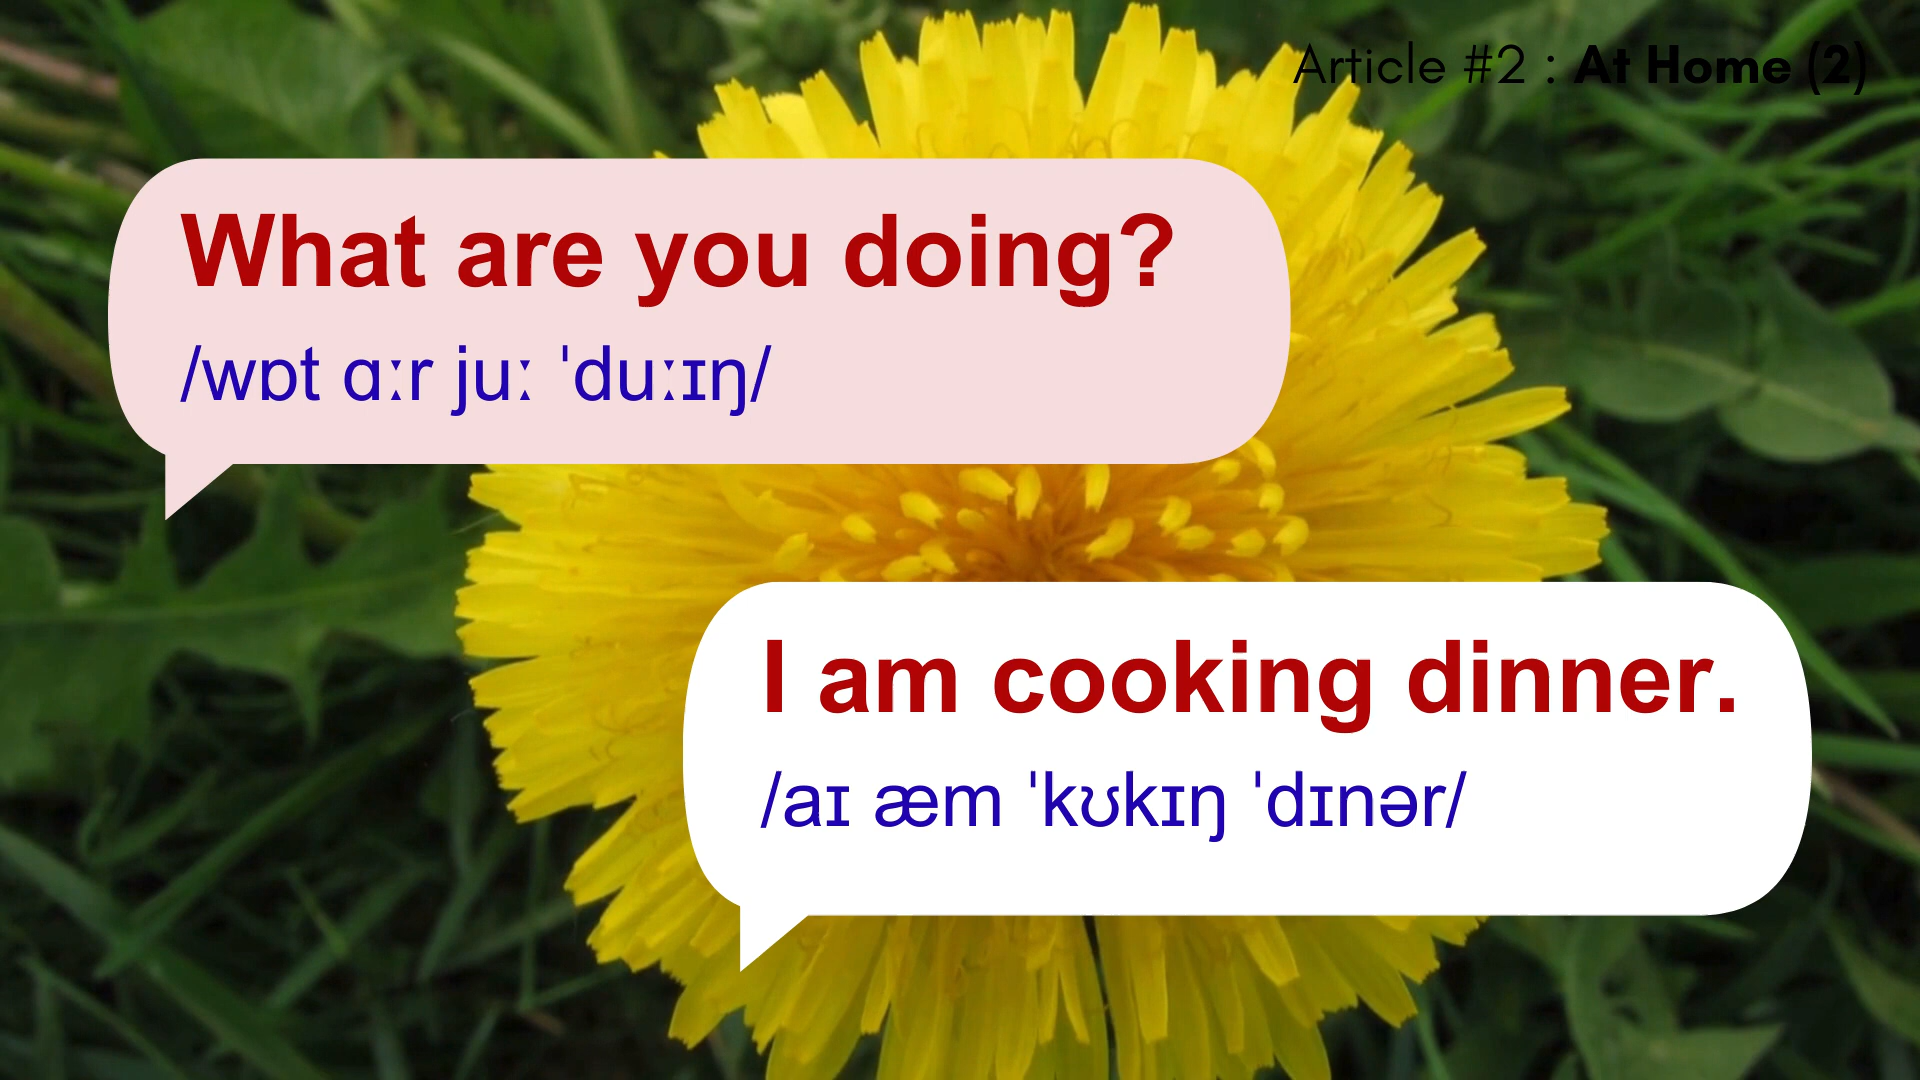 Article #2 : At Home (2)
What are you doing?
/wɒt ɑːr juː ˈduːɪŋ/
I am cooking dinner.
/aɪ æm ˈkʊkɪŋ ˈdɪnər/